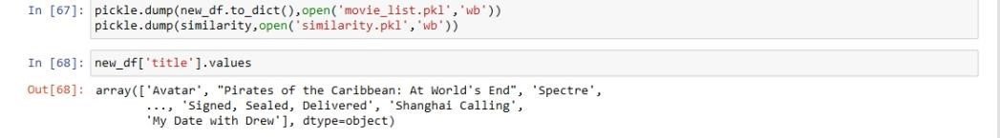 In [67]: pickle.dump(new_df.to_dict(),open('movie_list.pkl','wb'))
pickle.dump(similarity,open('similarity.pkl','wb'))
In [68]: new_df['title'].values
Out[68]: array(['Avatar', "Pirates of the Caribbean: At World's End", 'Spectre',
..., 'Signed, Sealed, Delivered', 'Shanghai Calling',
'My Date with Drew'], dtype=object)